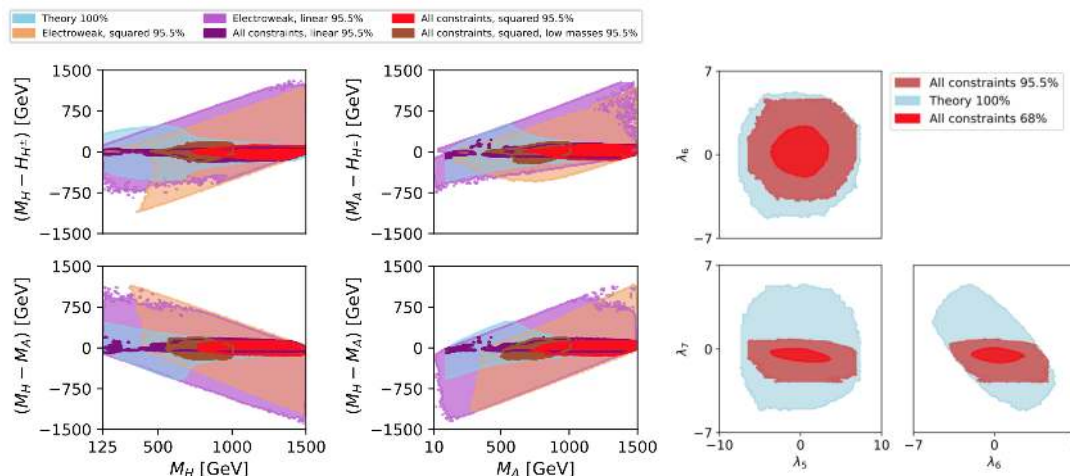 Theory 100%
Electroweak, squared 95.5%
Electroweak, linear 95.5%
All constraints, linear 95.5%
All constraints, squared 95.5%
All constraints, squared, low masses 95.5%
1500
750
0
−750
−1500
(M_H − H_{H^±}) [GeV]
1500
750
0
−750
−1500
(M_A − H_{H^±}) [GeV]
7
0
−7
λ_6
All constraints 95.5%
Theory 100%
All constraints 68%
1500
750
0
−750
−1500
(M_H − M_A) [GeV]
125 500 1000 1500
M_H [GeV]
1500
750
0
−750
−1500
(M_H − M_A) [GeV]
10 500 1000 1500
M_A [GeV]
7
0
−7
λ_7
−10 0 10
λ_5
−7 0
λ_6